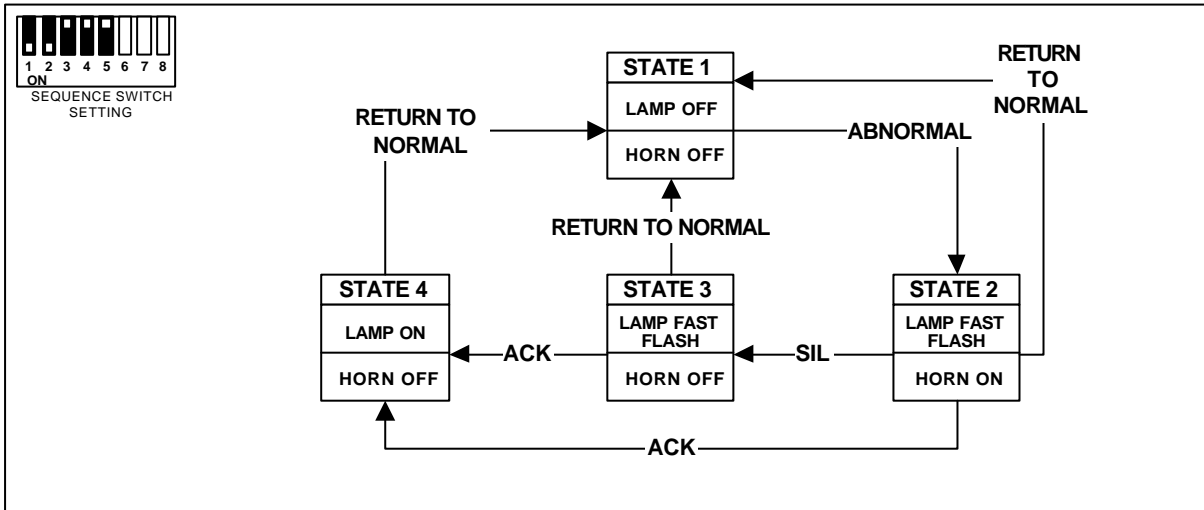 1 2 3 4 5 6 7 8
ON
SEQUENCE SWITCH
SETTING
STATE 1
LAMP OFF
HORN OFF
RETURN TO
NORMAL
ABNORMAL
RETURN
TO
NORMAL
RETURN TO NORMAL
STATE 4
LAMP ON
HORN OFF
ACK
STATE 3
LAMP FAST
FLASH
HORN OFF
SIL
STATE 2
LAMP FAST
FLASH
HORN ON
ACK